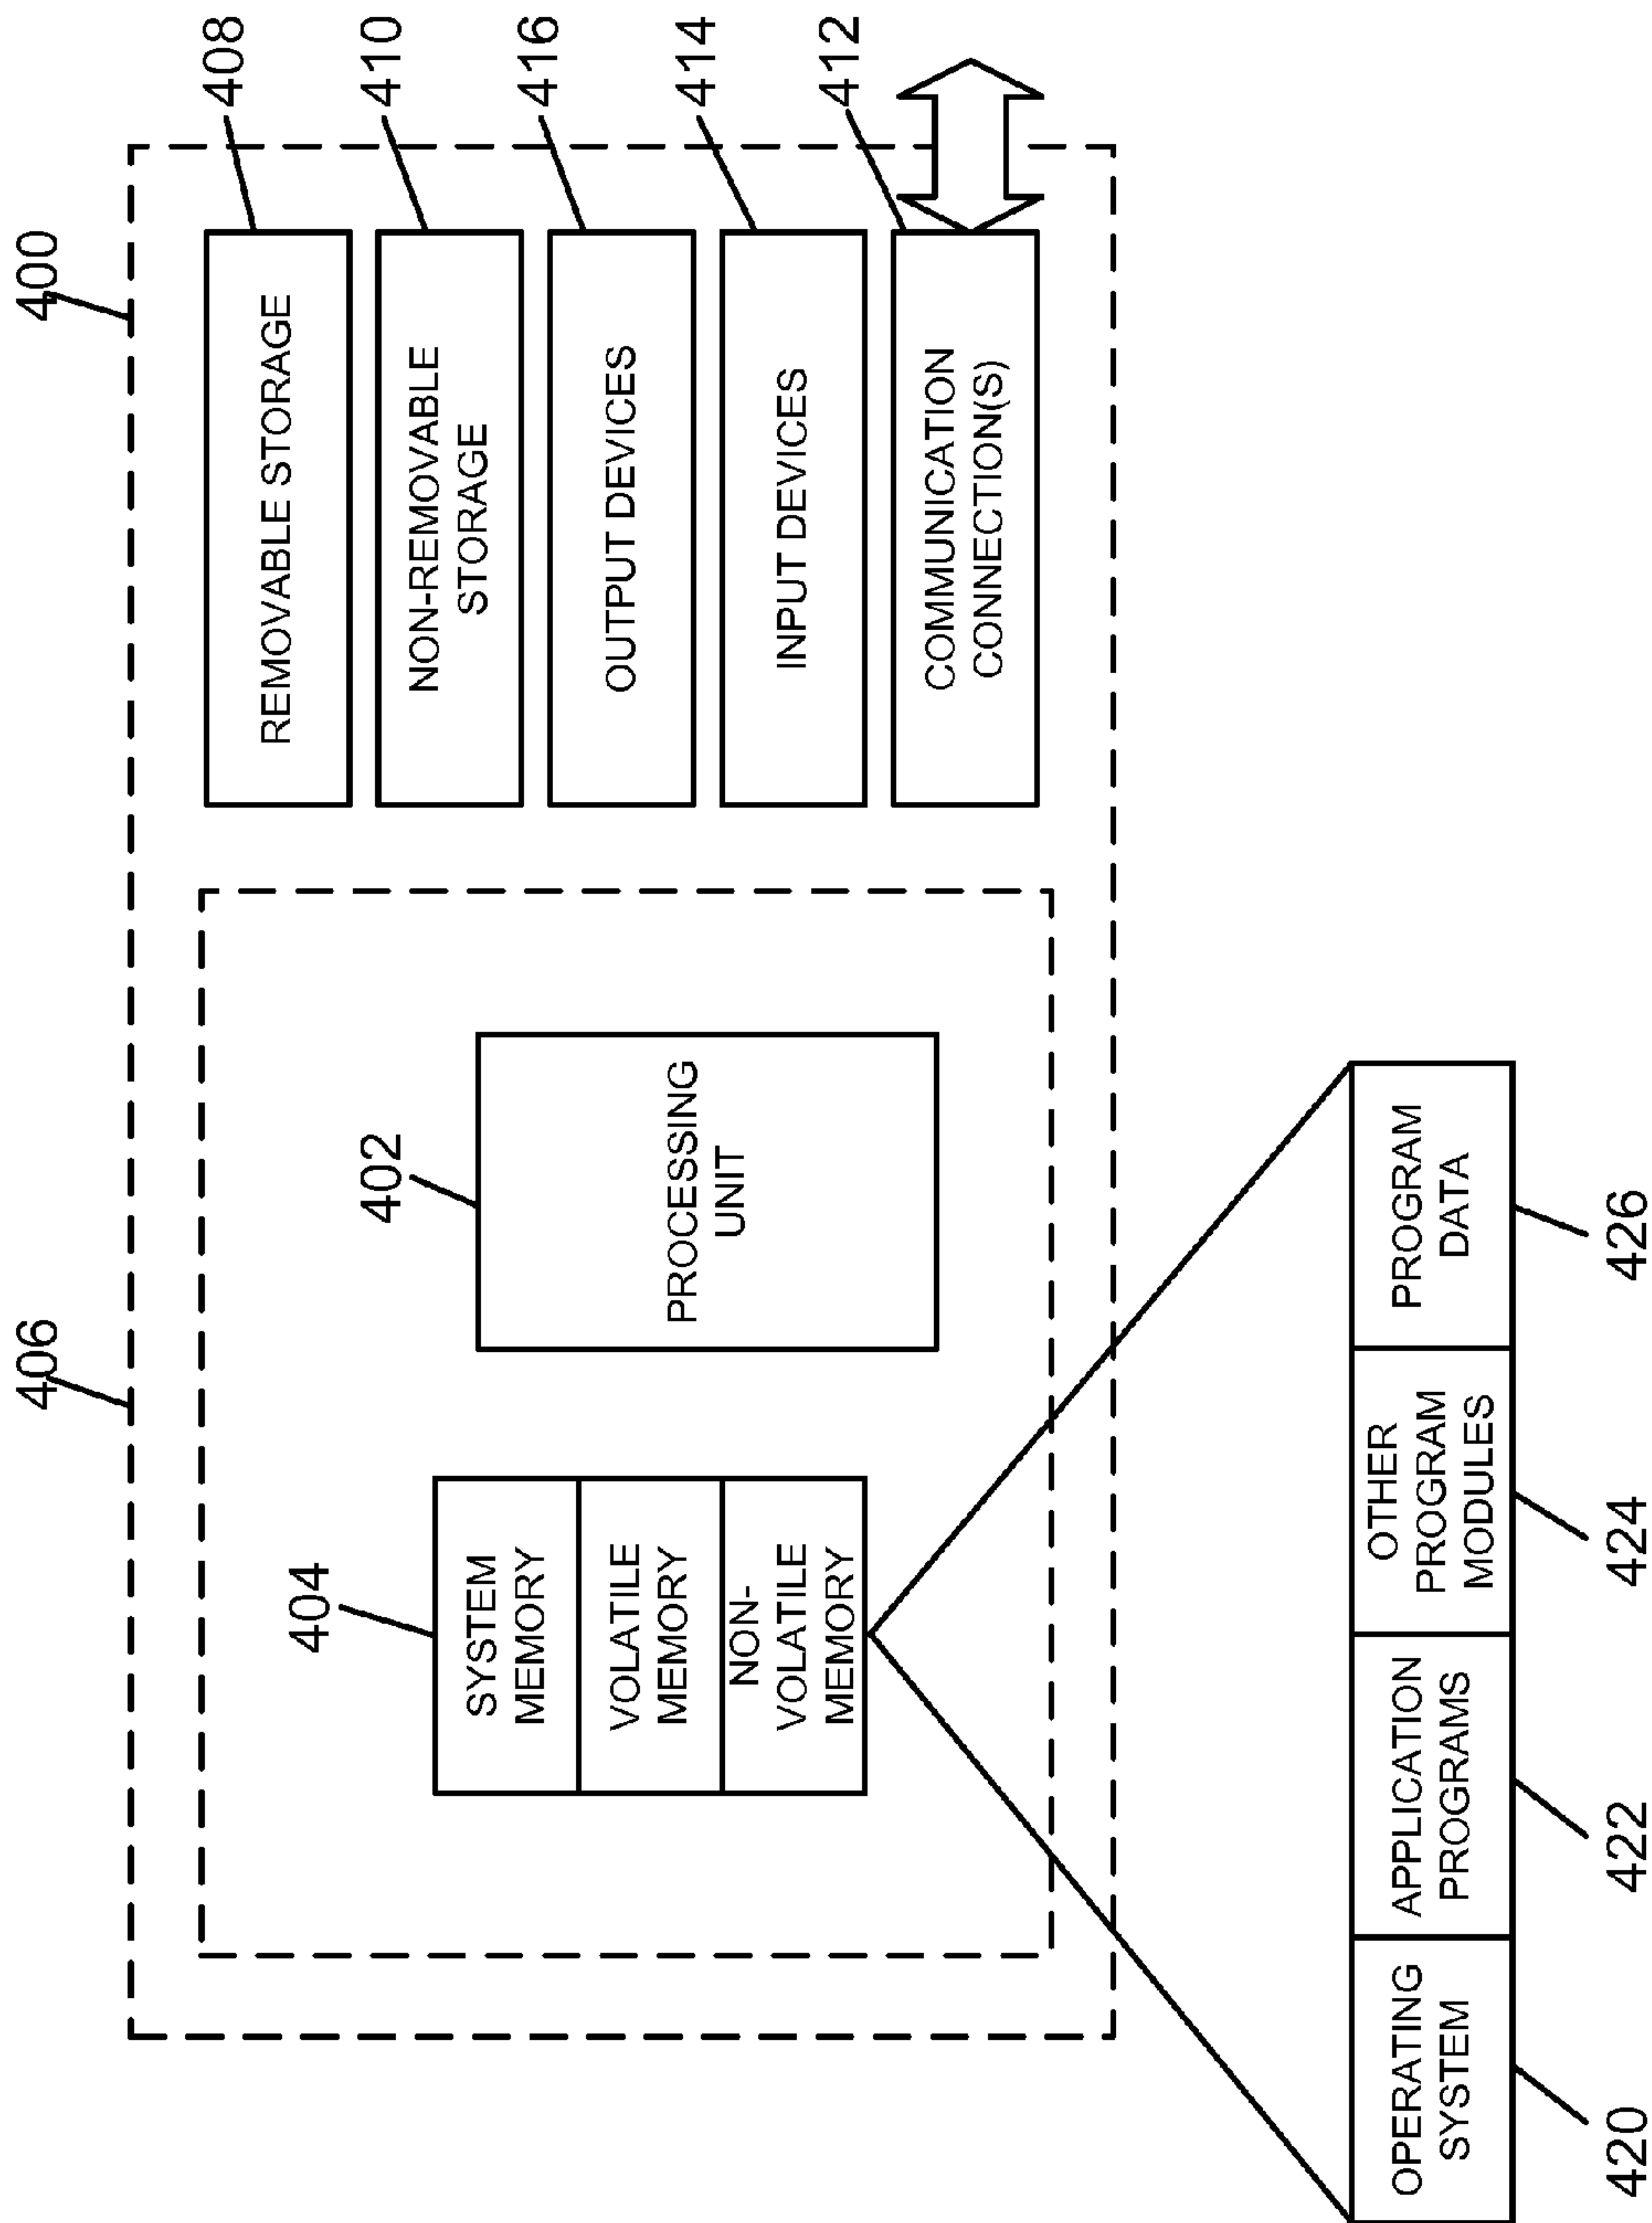 400
406
REMOVABLE STORAGE
408
NON-REMOVABLE
STORAGE
410
OUTPUT DEVICES
416
INPUT DEVICES
414
COMMUNICATION
CONNECTION(S)
412
404
SYSTEM
MEMORY
VOLATILE
MEMORY
NON-
VOLATILE
MEMORY
402
PROCESSING
UNIT
OPERATING
SYSTEM
APPLICATION
PROGRAMS
OTHER
PROGRAM
MODULES
PROGRAM
DATA
420
422
424
426